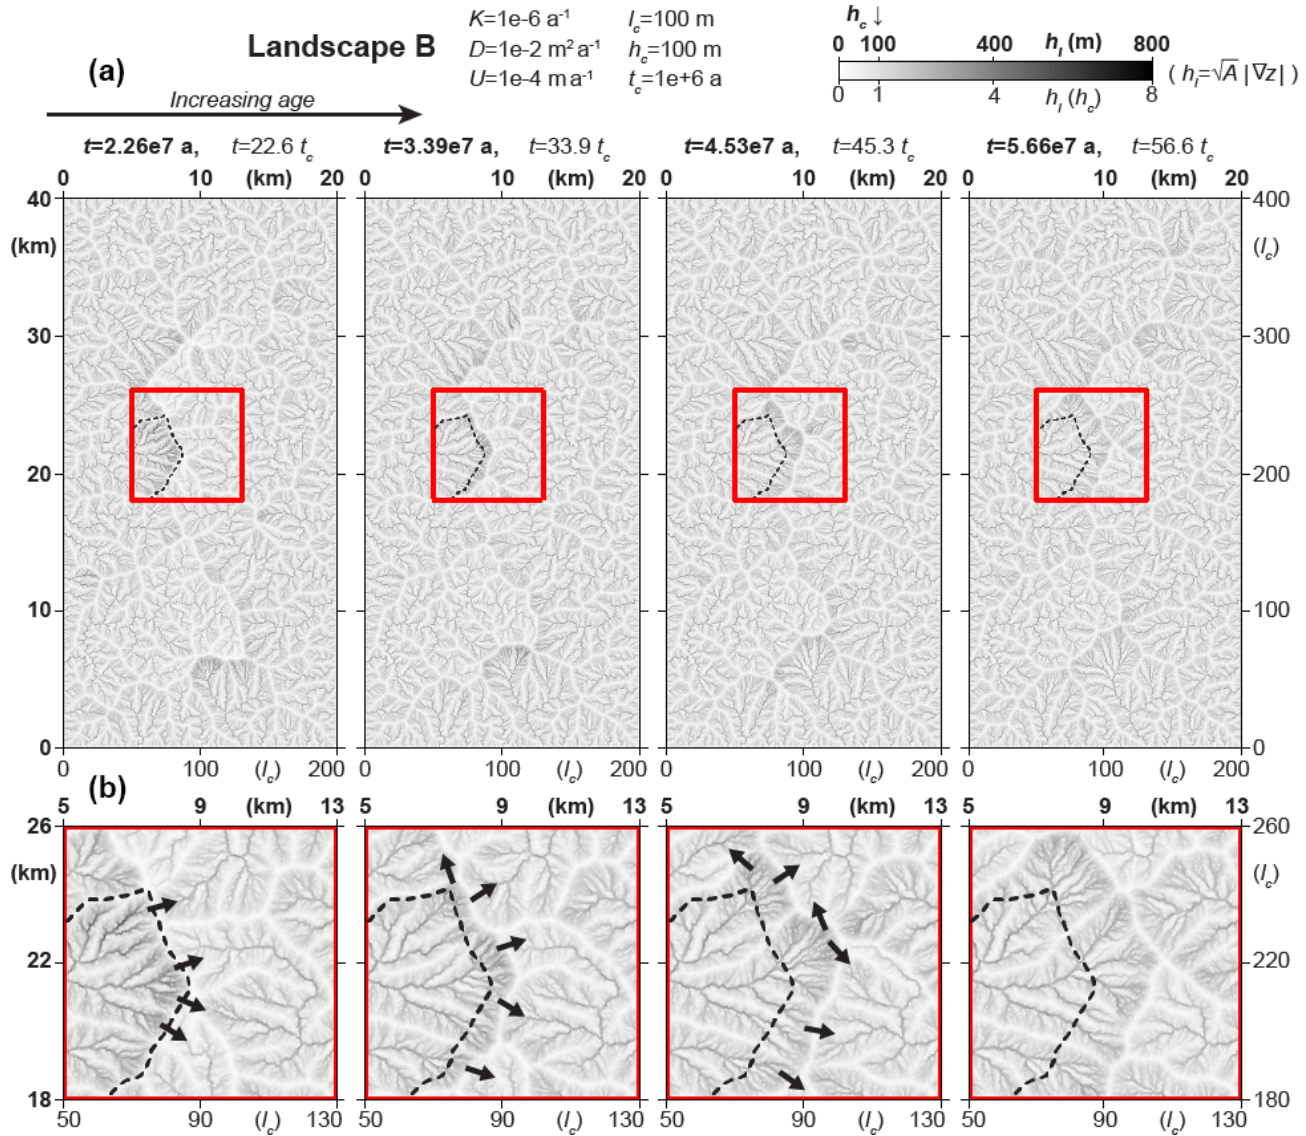 Landscape B
K=1e-6 a⁻¹ l_c=100 m
D=1e-2 m² a⁻¹ h_c=100 m
U=1e-4 m a⁻¹ t_c=1e+6 a
h_c ↓
0 100 400 h_l (m) 800
0 1 4 h_l (h_c) 8
( h_l=√A |∇z| )
(a)
Increasing age
t=2.26e7 a, t=22.6 t_c
t=3.39e7 a, t=33.9 t_c
t=4.53e7 a, t=45.3 t_c
t=5.66e7 a, t=56.6 t_c
0 10 (km) 0 10 (km) 0 10 (km) 20 10 (km) 20
40 400
(km) (l_c)
30 300
20 200
10 100
0 0
0 100 (l_c) 200 0 100 (l_c) 200 0 100 (l_c) 200 0 100 (l_c) 200
(b)
5 9 (km) 13 5 9 (km) 13 5 9 (km) 13 5 9 (km) 13
26 260
(km) (l_c)
22 220
18 180
50 90 (l_c) 130 50 90 (l_c) 130 50 90 (l_c) 130 50 90 (l_c) 130